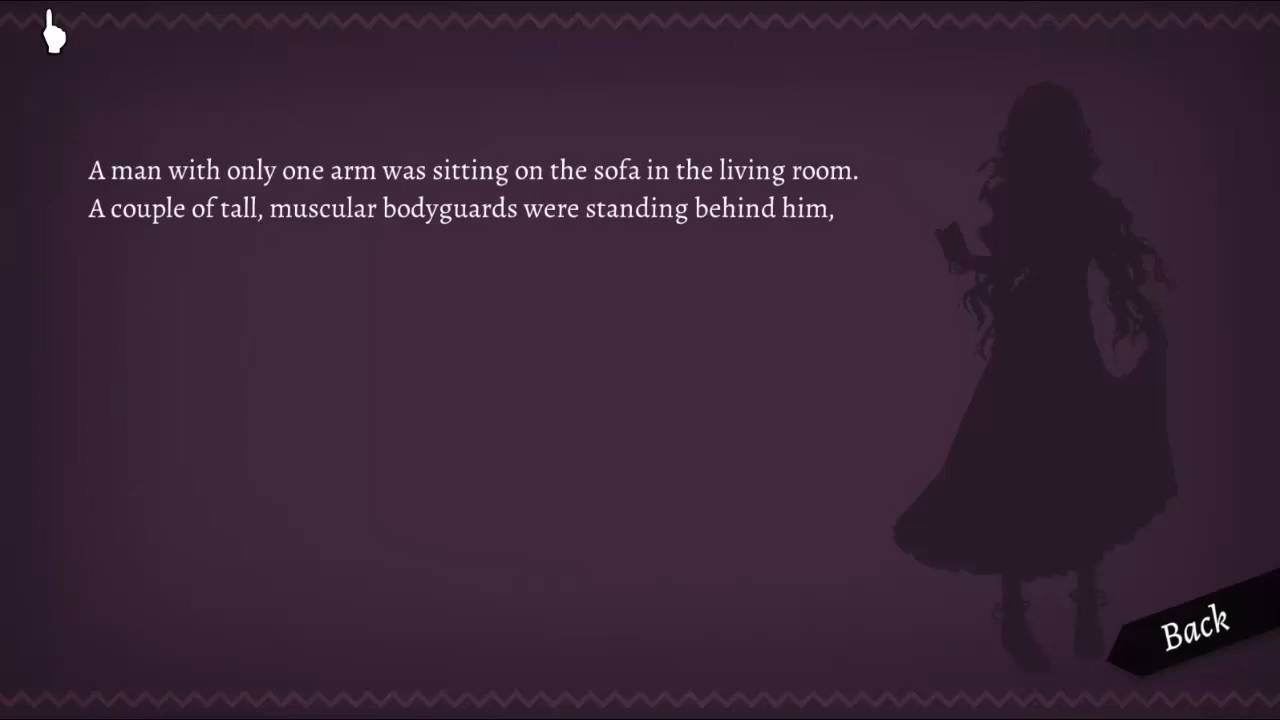 A man with only one arm was sitting on the sofa in the living room.
A couple of tall, muscular bodyguards were standing behind him,
Back